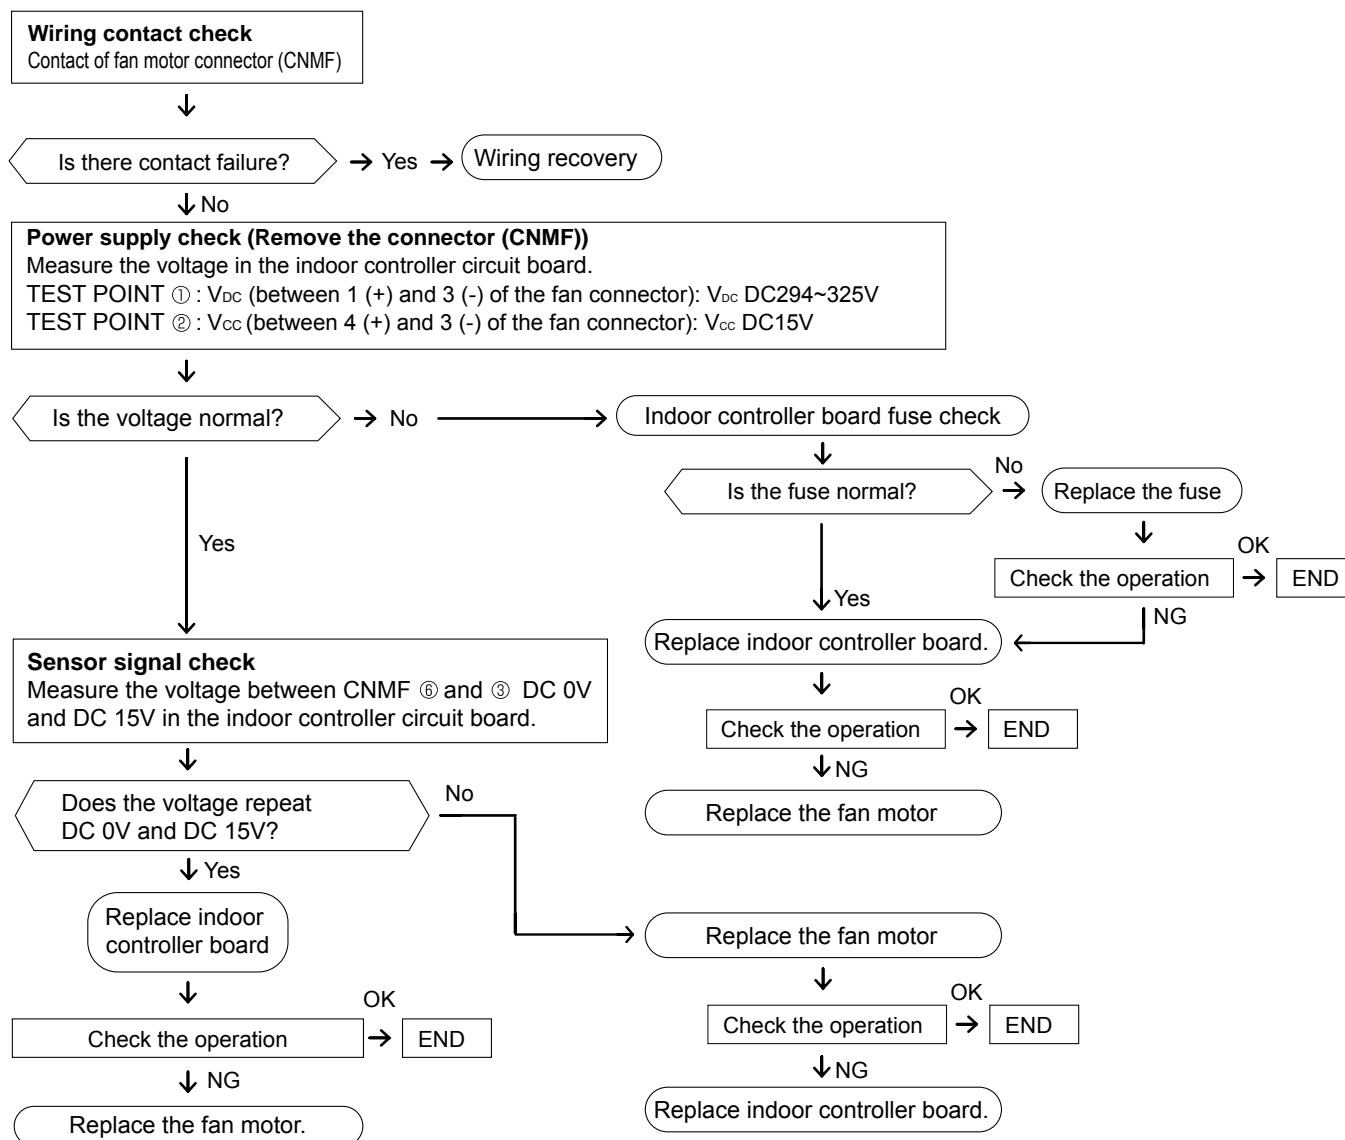 Wiring contact check
Contact of fan motor connector (CNMF)
Is there contact failure?
Yes
Wiring recovery
No
Power supply check (Remove the connector (CNMF))
Measure the voltage in the indoor controller circuit board.
TEST POINT ① : VDC (between 1 (+) and 3 (-) of the fan connector): VDC DC294~325V
TEST POINT ② : VCC (between 4 (+) and 3 (-) of the fan connector): VCC DC15V
Is the voltage normal?
No
Indoor controller board fuse check
Is the fuse normal?
No
Replace the fuse
Yes
OK
Check the operation
END
Yes
NG
Replace indoor controller board.
Sensor signal check
Measure the voltage between CNMF ⑥ and ③ DC 0V
and DC 15V in the indoor controller circuit board.
OK
Check the operation
END
NG
Replace the fan motor
Does the voltage repeat
DC 0V and DC 15V?
No
Yes
Replace indoor
controller board
Replace the fan motor
OK
Check the operation
END
NG
Replace the fan motor.
OK
Check the operation
END
NG
Replace indoor controller board.